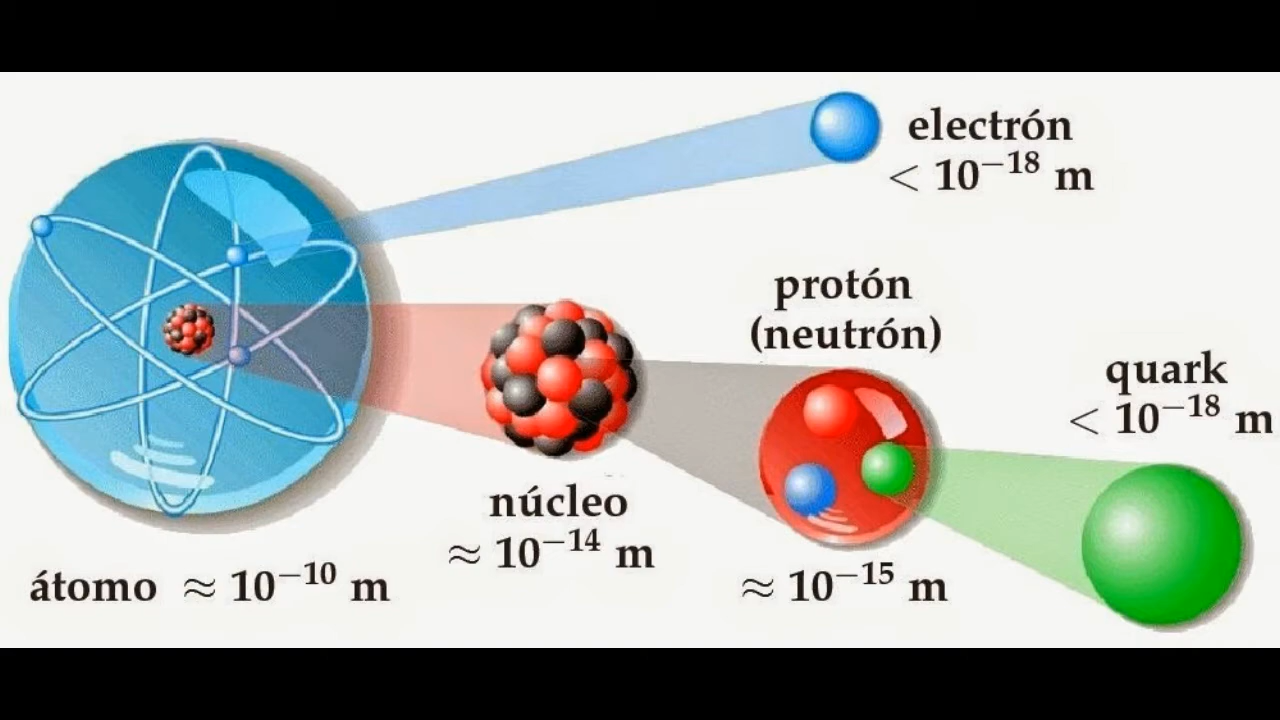 electrón
< 10⁻¹⁸ m
protón
(neutrón)
quark
< 10⁻¹⁸ m
núcleo
≈ 10⁻¹⁴ m
átomo ≈ 10⁻¹⁰ m
≈ 10⁻¹⁵ m